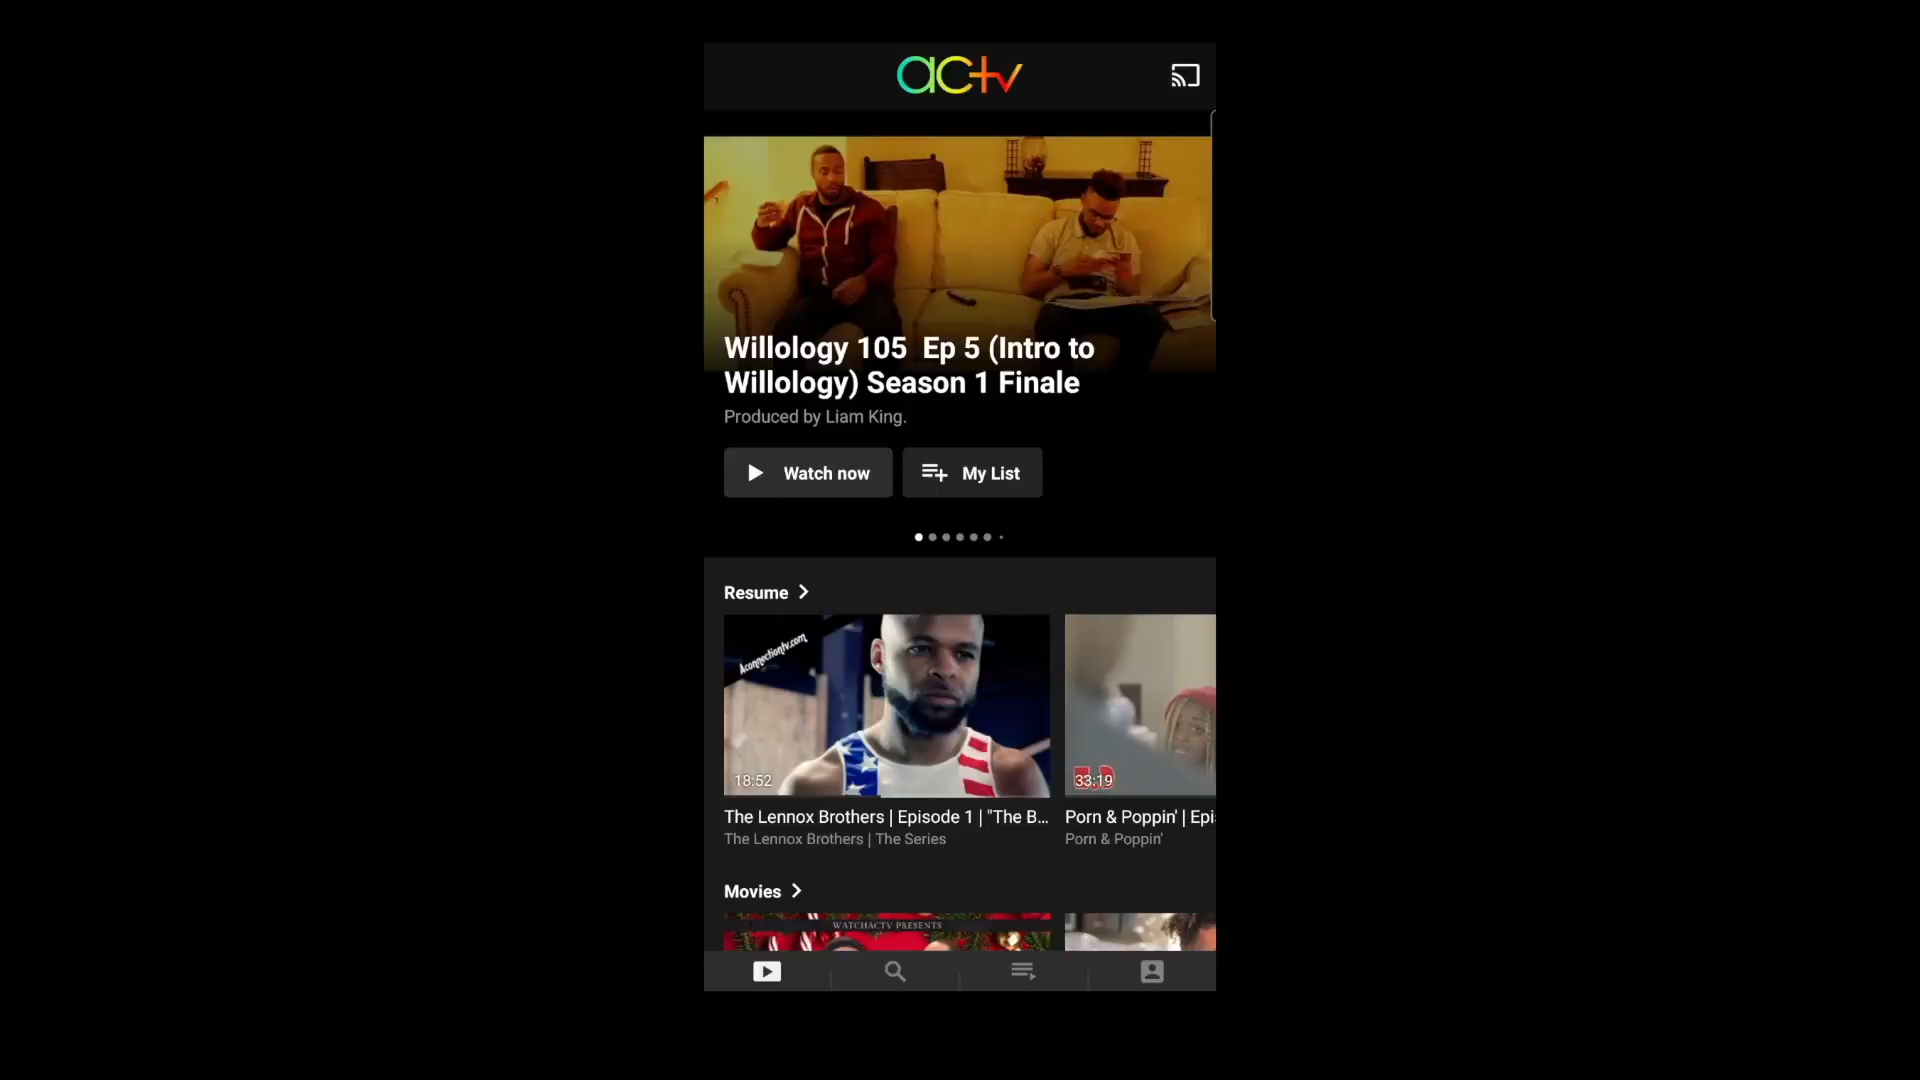 actv
Willology 105  Ep 5 (Intro to
Willology) Season 1 Finale
Produced by Liam King.
Watch now
My List
Resume
Aconnectiontv.com
18:52
33:19
The Lennox Brothers | Episode 1 | "The B...
Porn & Poppin' | Epi
The Lennox Brothers | The Series
Porn & Poppin'
Movies
WATCHACTV PRESENTS